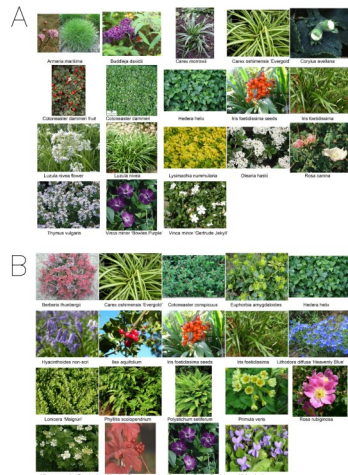 A
Armeria maritima Buddleja davidii Carex morrowii Carex oshimensis 'Evergold' Corylus avellana
Cotoneaster dammeri fruit Cotoneaster dammeri Hedera helix Iris foetidissima seeds Iris foetidissima
Luzula nivea flower Luzula nivea Lysimachia nummularia Olearia hastii Rosa canina
Thymus vulgaris Vinca minor 'Bowles Purple' Vinca minor 'Gertrude Jekyll'
B
Berberis thunbergii Carex oshimensis 'Evergold' Cotoneaster conspicuus Euphorbia amygdaloides Hedera helix
Hyacinthoides non-scri Ilex aquifolium Iris foetidissima seeds Iris foetidissima Lithodora diffusa 'Heavenly Blue'
Lonicera 'Maigrun' Phyllitis scolopendrium Polystichum setiferum Primula veris Rosa rubiginosa